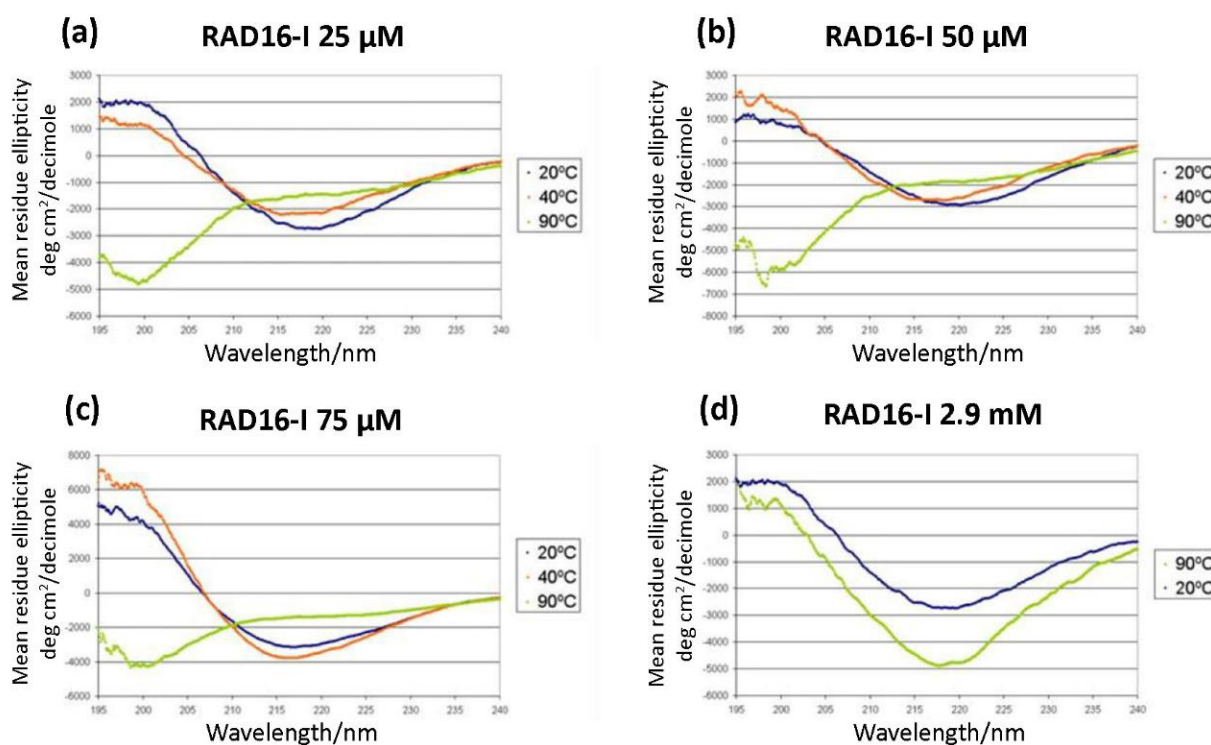 (a) RAD16-I 25 µM
Mean residue ellipticity
deg cm²/decimole
3000
2000
1000
0
-1000
-2000
-3000
-4000
-5000
-6000
195 200 205 210 215 220 225 230 235 240
Wavelength/nm
20ºC
40ºC
90ºC
(b) RAD16-I 50 µM
Mean residue ellipticity
deg cm²/decimole
3000
2000
1000
0
-1000
-2000
-3000
-4000
-5000
-6000
-7000
-8000
195 200 205 210 215 220 225 230 235 240
Wavelength/nm
20ºC
40ºC
90ºC
(c) RAD16-I 75 µM
Mean residue ellipticity
deg cm²/decimole
8000
6000
4000
2000
0
-2000
-4000
-6000
195 200 205 210 215 220 225 230 235 240
Wavelength/nm
20ºC
40ºC
90ºC
(d) RAD16-I 2.9 mM
Mean residue ellipticity
deg cm²/decimole
3000
2000
1000
0
-1000
-2000
-3000
-4000
-5000
-6000
195 200 205 210 215 220 225 230 235 240
Wavelength/nm
90ºC
20ºC